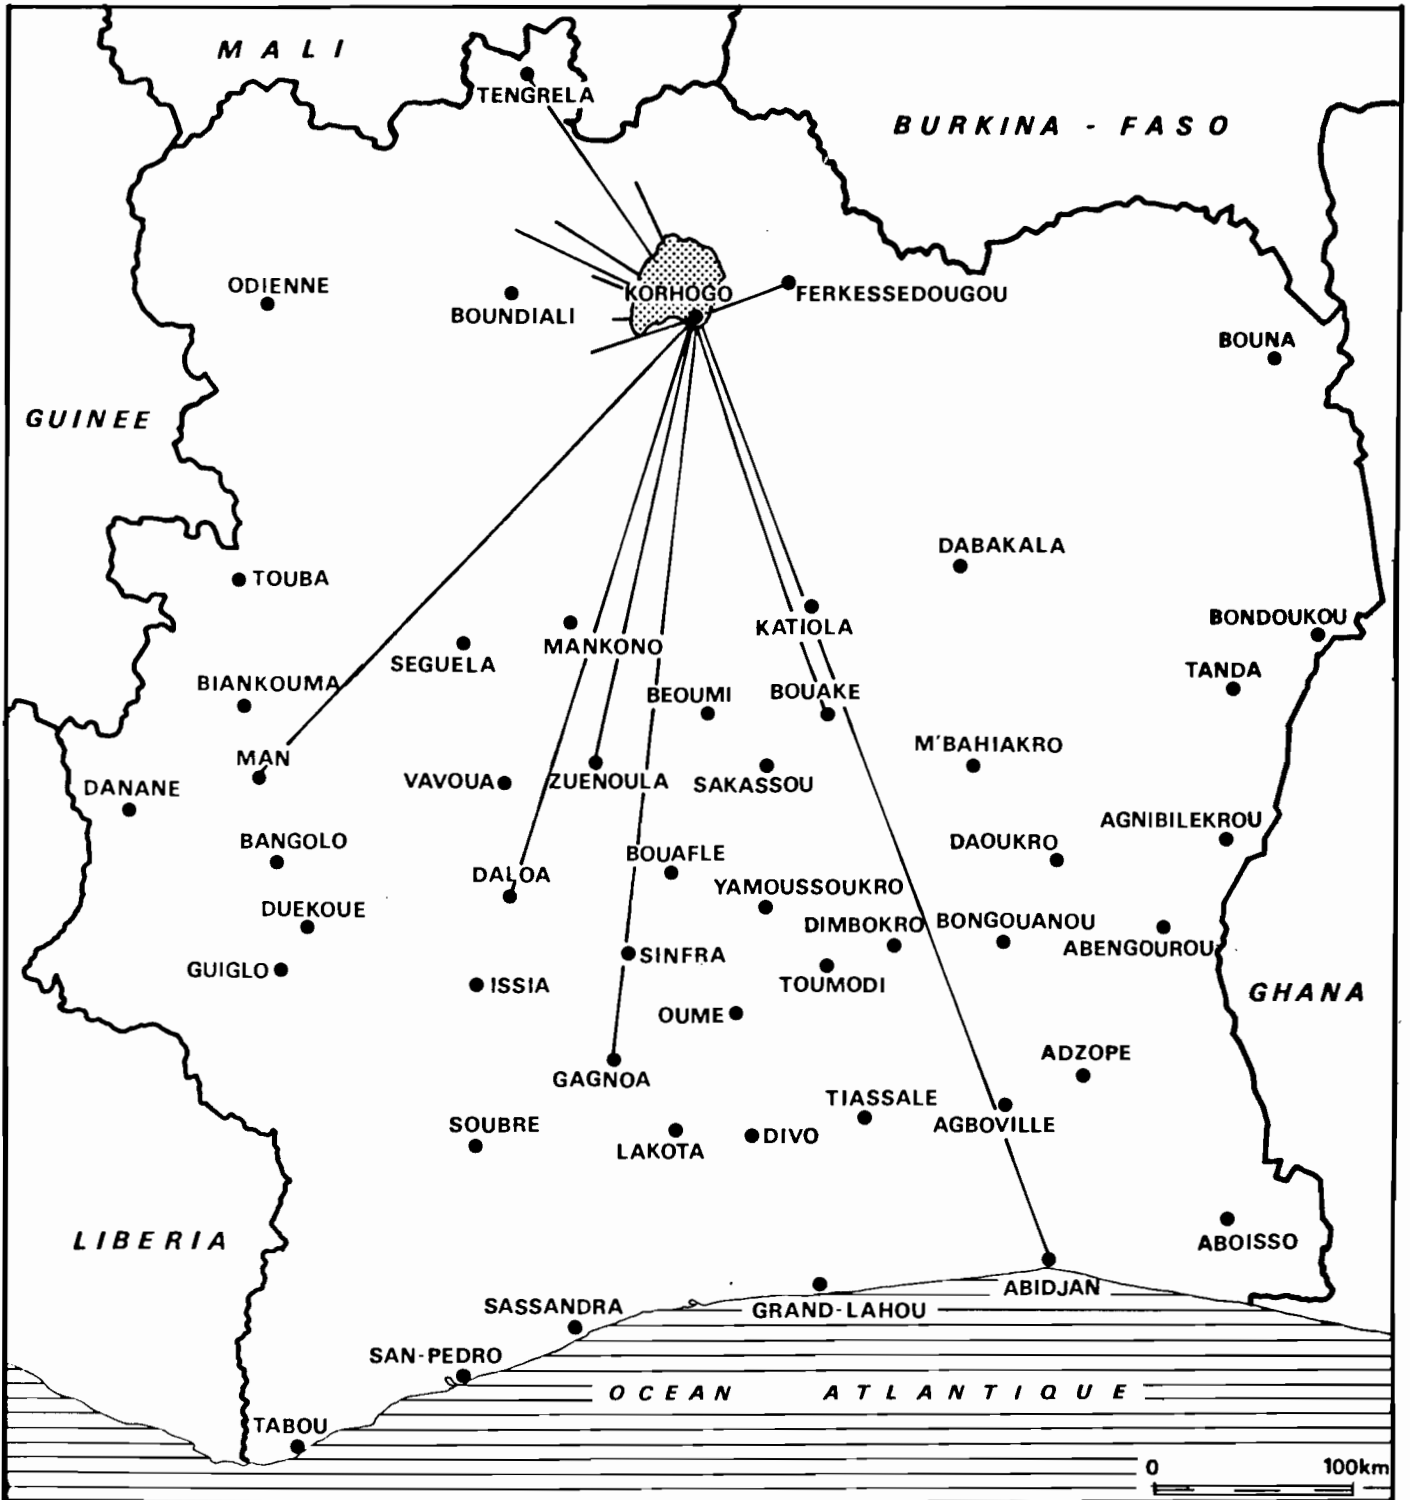 MALI
TENGRELA
BURKINA - FASO
ODIENNE
BOUNDIALI
KORHOGO
FERKESSEDOUGOU
BOUNA
GUINEE
DABAKALA
TOUBA
BONDOUKOU
KATIOLA
MANKONO
SEGUELA
TANDA
BIANKOUMA
BEOUMI
BOUAKE
M'BAHIAKRO
MAN
DANANE
VAVOUA
ZUENOULA
SAKASSOU
AGNIBILEKROU
BANGOLO
DAOUKRO
BOUAFLE
DALOA
YAMOUSSOUKRO
DUEKOUE
DIMBOKRO
BONGOUANOU
ABENGOUROU
SINFRA
GUIGLO
ISSIA
TOUMODI
GHANA
OUME
ADZOPE
GAGNOA
TIASSALE
SOUBRE
AGBOVILLE
DIVO
LAKOTA
LIBERIA
ABOISSO
ABIDJAN
SASSANDRA
GRAND-LAHOU
SAN-PEDRO
OCEAN ATLANTIQUE
TABOU
0 100km